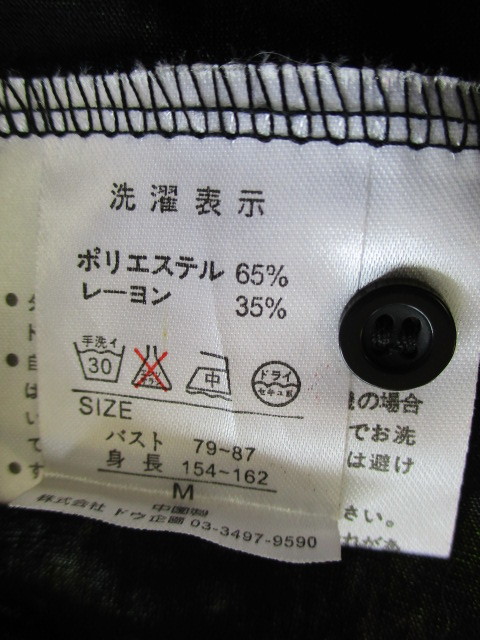 洗濯表示
ポリエステル 65%
レーヨン 35%
手洗イ
30
中
ドライ
セキユ系
SIZE
バスト 79~87
身長 154~162
M
中国製
株式会社 ドウ企画 03-3497-9590
の場合
でお洗
は避け
さい。